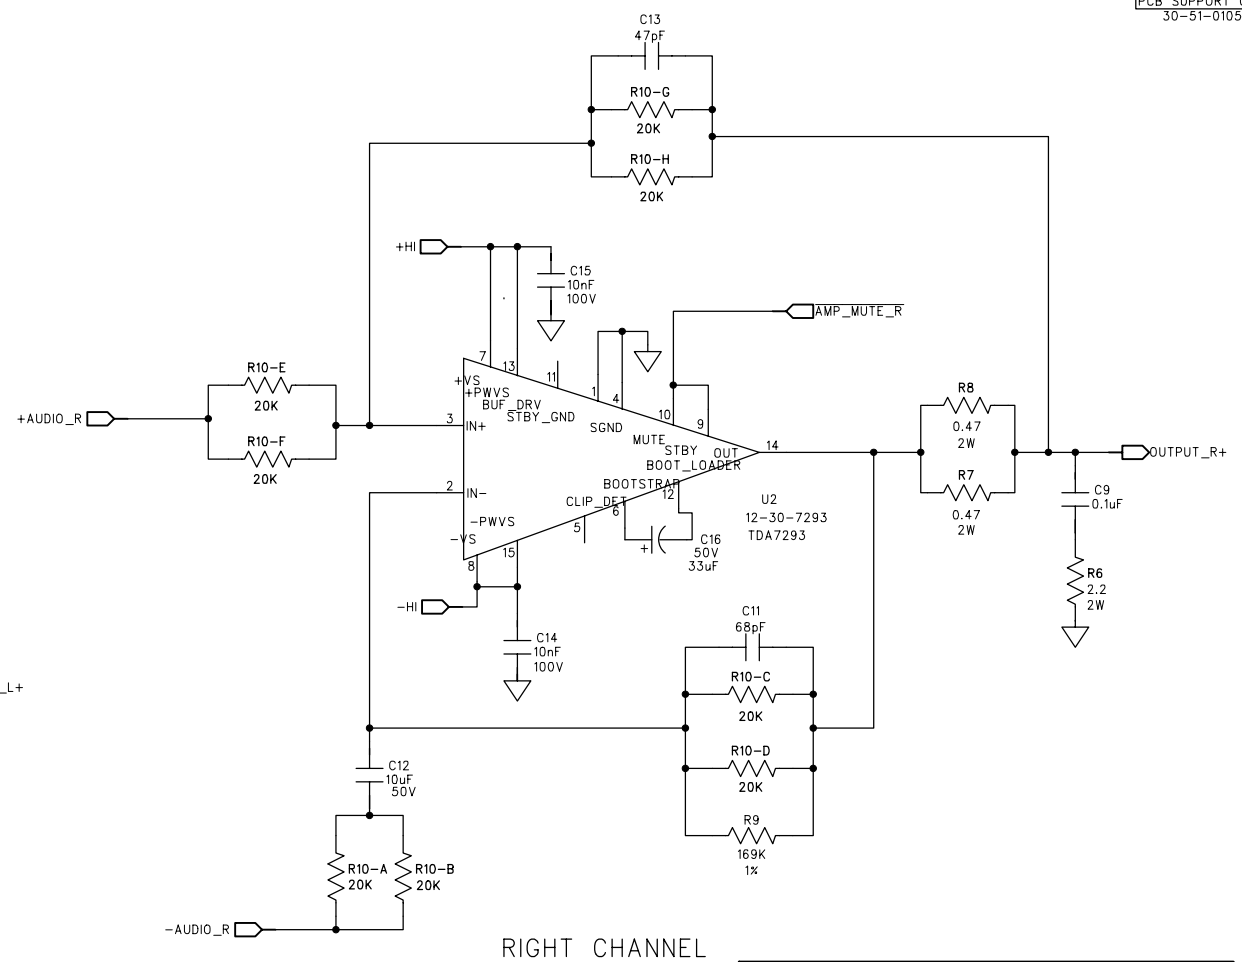 PCB SUPPORT
30-51-0105
C13
47pF
R10-G
20K
R10-H
20K
+HI
C15
10nF
100V
AMP_MUTE_R
7
13
11
1
4
10
9
+VS
+PWVS
BUF_DRV
STBY_GND
SGND
MUTE
STBY
OUT
14
BOOT_LOADER
BOOTSTRAP
12
CLIP_DET
6
5
R10-E
20K
+AUDIO_R
R10-F
20K
3
IN+
2
IN-
-PWVS
-VS
8
15
U2
12-30-7293
TDA7293
+
C16
50V
33uF
R8
0.47
2W
R7
0.47
2W
OUTPUT_R+
C9
0.1uF
R6
2.2
2W
-HI
C14
10nF
100V
_L+
C11
68pF
R10-C
20K
R10-D
20K
R9
169K
1%
C12
10uF
50V
R10-A
20K
R10-B
20K
-AUDIO_R
RIGHT CHANNEL